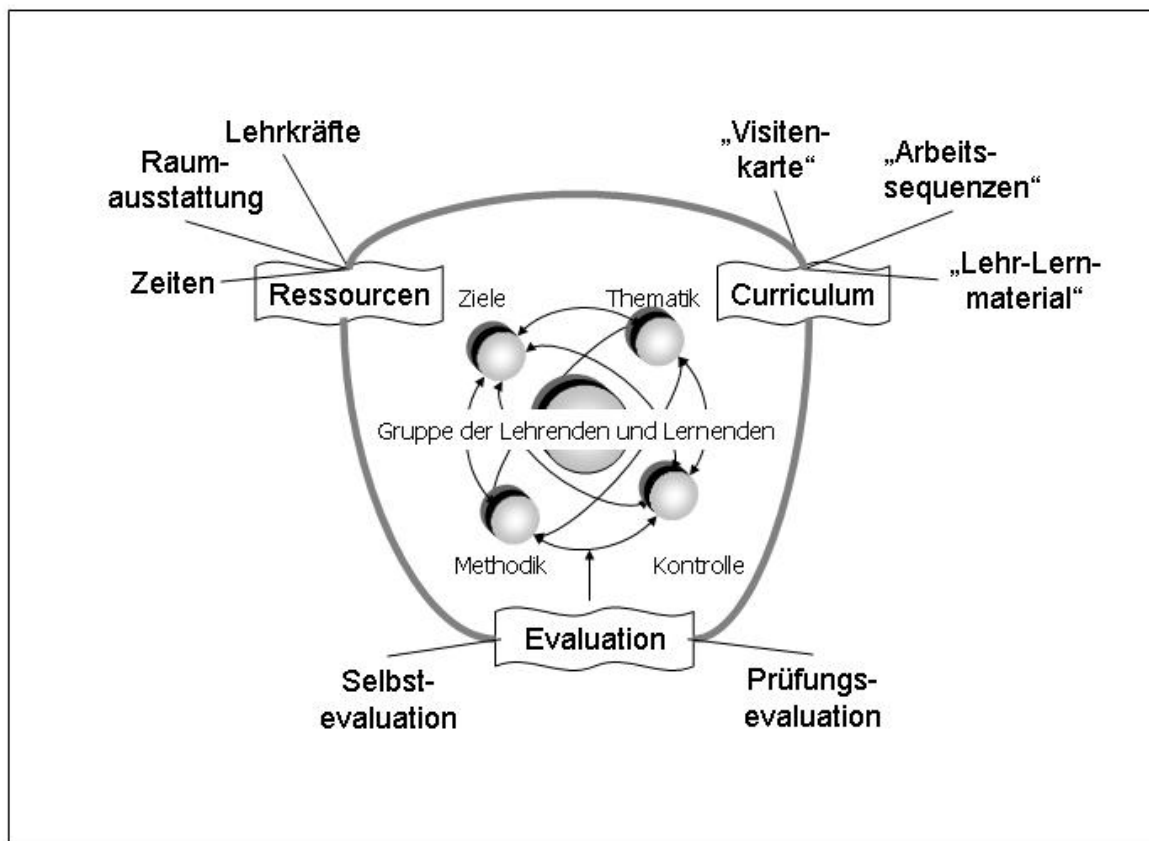 Lehrkräfte
Raum-
ausstattung
Zeiten
„Visiten-
karte“
„Arbeits-
sequenzen“
„Lehr-Lern-
material“
Ressourcen
Curriculum
Ziele
Thematik
Gruppe der Lehrenden und Lernenden
Methodik
Kontrolle
Evaluation
Selbst-
evaluation
Prüfungs-
evaluation